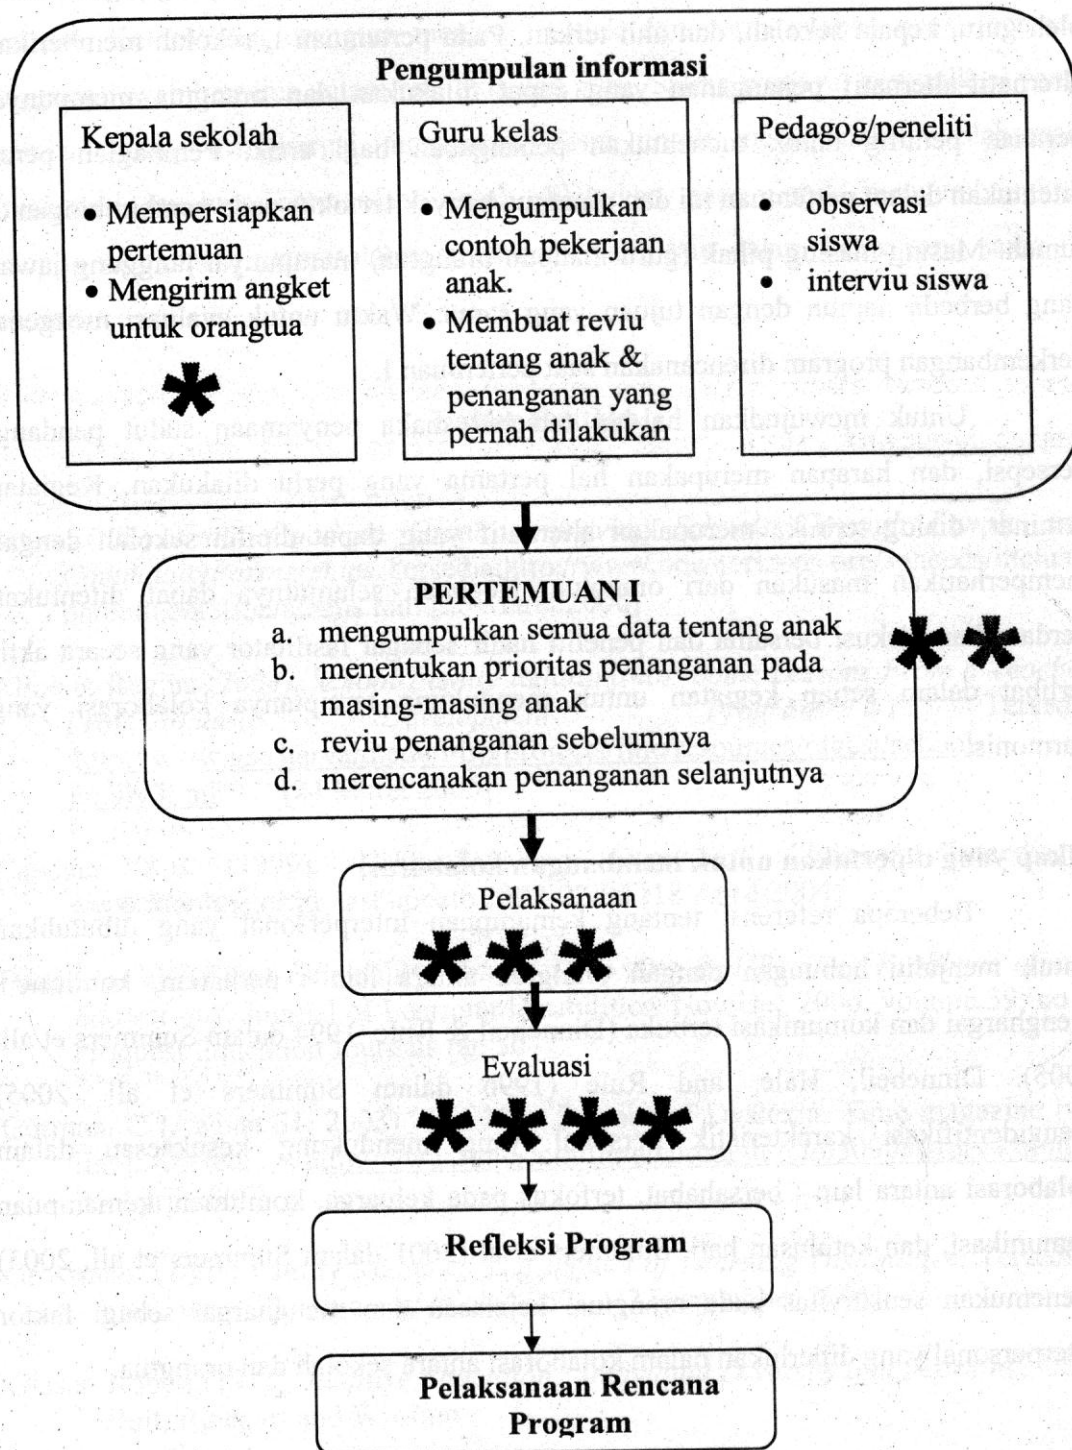 Pengumpulan informasi
Kepala sekolah
• Mempersiapkan
pertemuan
• Mengirim angket
untuk orangtua
*
Guru kelas
• Mengumpulkan
contoh pekerjaan
anak.
• Membuat reviu
tentang anak &
penanganan yang
pernah dilakukan
Pedagog/peneliti
• observasi
siswa
• interviu siswa
PERTEMUAN I
a. mengumpulkan semua data tentang anak
b. menentukan prioritas penanganan pada
masing-masing anak
c. reviu penanganan sebelumnya
d. merencanakan penanganan selanjutnya
* *
Pelaksanaan
* * *
Evaluasi
* * * *
Refleksi Program
Pelaksanaan Rencana
Program